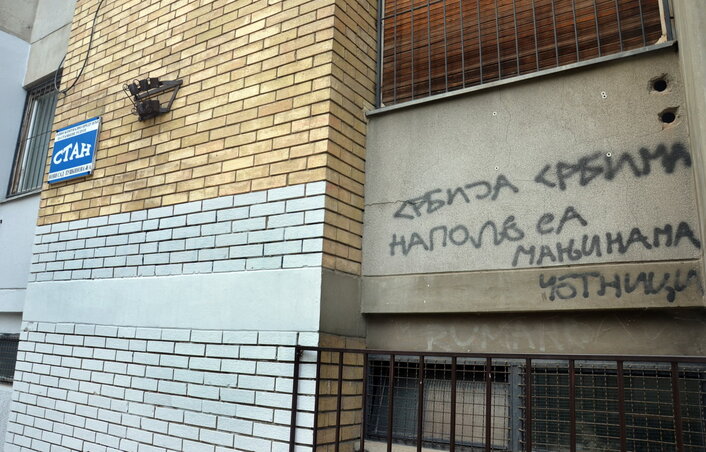 СТАН
СРБИЈА СРБИМА
НАПОЉЕ СА
МАЊИНАМА
ЧЕТНИЦИ